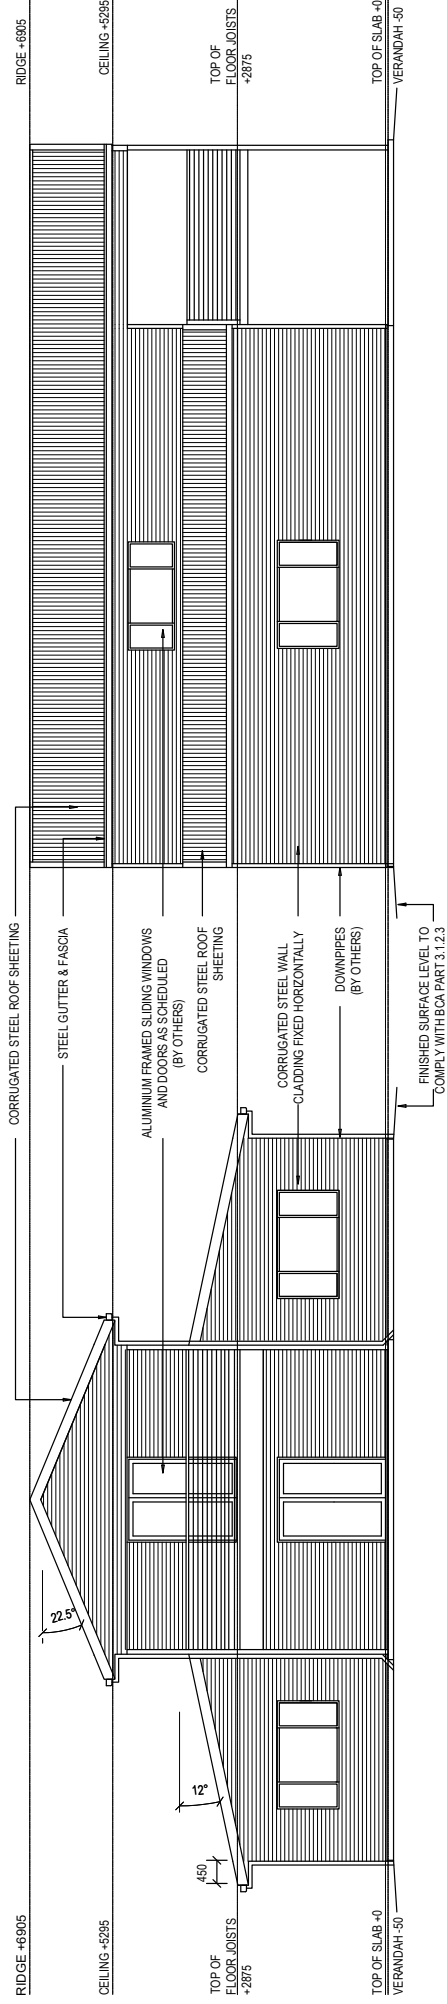 RIDGE +6905
CEILING +5295
TOP OF
FLOOR JOISTS
+2875
TOP OF SLAB +0
VERANDAH -50
CORRUGATED STEEL ROOF SHEETING
STEEL GUTTER & FASCIA
ALUMINIUM FRAMED SLIDING WINDOWS
AND DOORS AS SCHEDULED
(BY OTHERS)
CORRUGATED STEEL ROOF
SHEETING
CORRUGATED STEEL WALL
CLADDING FIXED HORIZONTALLY
DOWNPIPES
(BY OTHERS)
FINISHED SURFACE LEVEL TO
COMPLY WITH BCA PART 3.1.2.3
22.5°
12°
450
RIDGE +6905
CEILING +5295
TOP OF
FLOOR JOISTS
+2875
TOP OF SLAB +0
VERANDAH -50